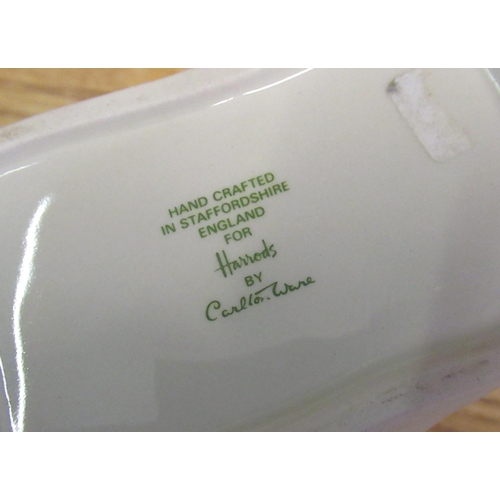 HAND CRAFTED
IN STAFFORDSHIRE
ENGLAND
FOR
Harrods
BY
Carlton Ware